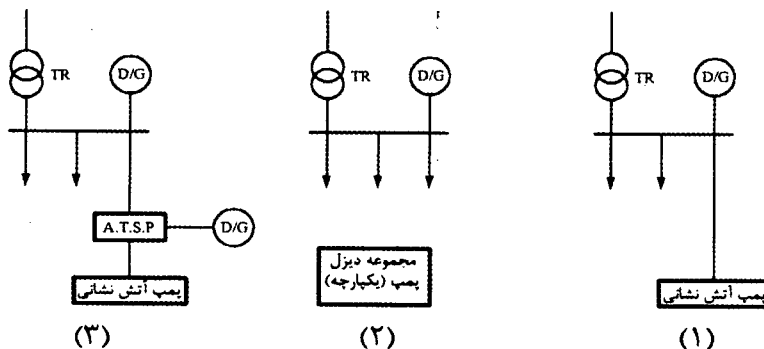 TR
D/G
A.T.S.P
D/G
پمپ آتش نشانی
(۳)
TR
D/G
مجموعه دیزل
پمپ (یکپارچه)
(۲)
TR
D/G
پمپ آتش نشانی
(۱)